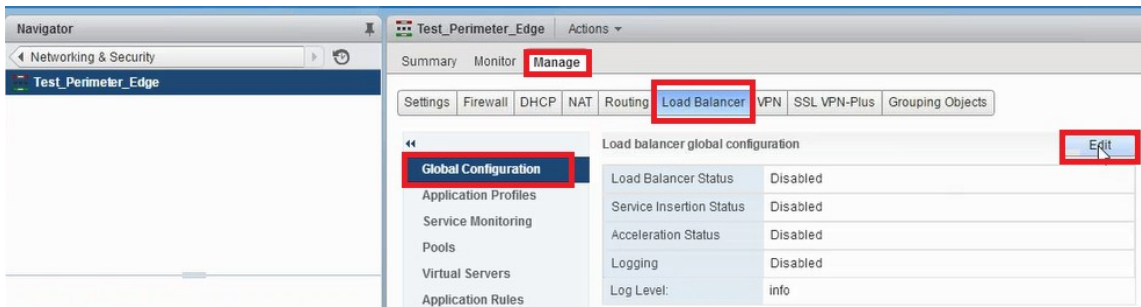 Navigator
Networking & Security
Test_Perimeter_Edge
Test_Perimeter_Edge Actions
Summary Monitor Manage
Settings Firewall DHCP NAT Routing Load Balancer VPN SSL VPN-Plus Grouping Objects
Global Configuration
Application Profiles
Service Monitoring
Pools
Virtual Servers
Application Rules
Load balancer global configuration Edit
Load Balancer Status Disabled
Service Insertion Status Disabled
Acceleration Status Disabled
Logging Disabled
Log Level: info